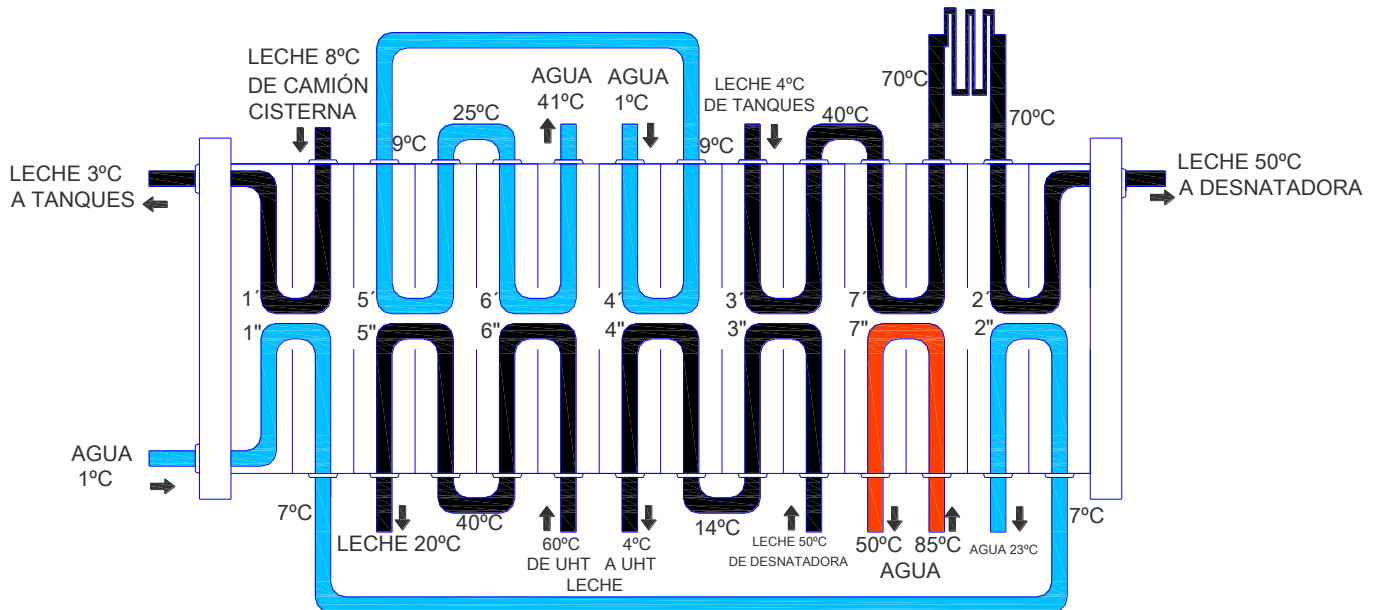 LECHE 8ºC
DE CAMIÓN
CISTERNA
25ºC
9ºC
AGUA
41ºC
AGUA
1ºC
9ºC
LECHE 4ºC
DE TANQUES
40ºC
70ºC
70ºC
LECHE 3ºC
A TANQUES
LECHE 50ºC
A DESNATADORA
1´
5´
6´
4´
3´
7´
2´
1"
5"
6"
4"
3"
7"
2"
AGUA
1ºC
7ºC
LECHE 20ºC
40ºC
60ºC
DE UHT
4ºC
A UHT
LECHE
14ºC
LECHE 50ºC
DE DESNATADORA
50ºC
85ºC
AGUA
AGUA 23ºC
7ºC